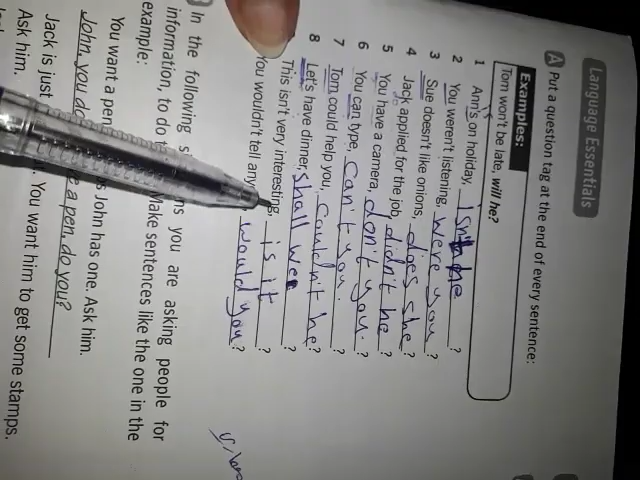 Language Essentials
A Put a question tag at the end of every sentence:
Examples:
Tom won't be late, will he?
1 Ann's on holiday, isn't he ?
2 You weren't listening, were you ?
3 Sue doesn't like onions, does she ?
4 Jack applied for the job, didn't he ?
5 You have a camera, don't you. ?
6 You can type, can't you. ?
7 Tom could help you, couldn't he ?
8 Let's have dinner, shall we ?
This isn't very interesting, is it ?
You wouldn't tell any would you ?
In the following you are asking people for
information, to do Make sentences like the one in the
example:
You want a pen John has one. Ask him.
John, you do a pen, do you?
Jack is just You want him to get some stamps.
Ask him.